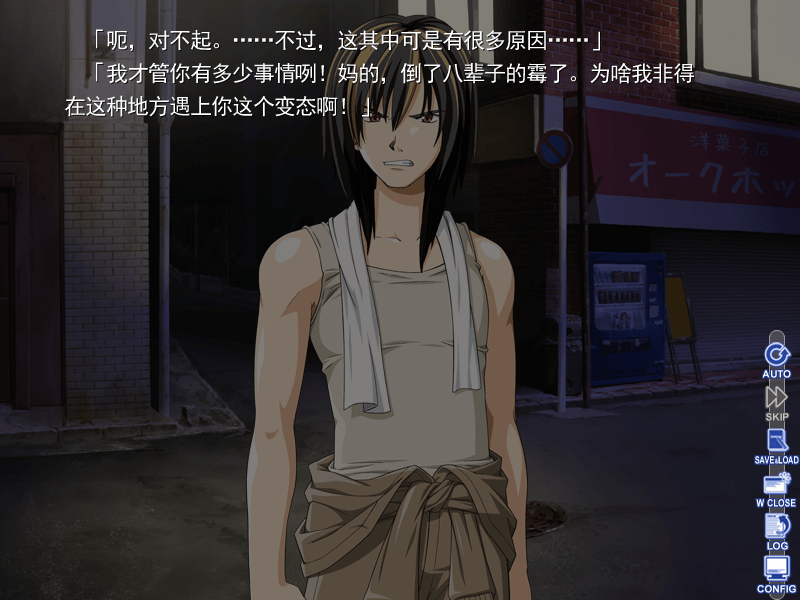 「呃，对不起。……不过，这其中可是有很多原因……」
「我才管你有多少事情咧！妈的，倒了八辈子的霉了。为啥我非得
在这种地方遇上你这个变态啊！」
洋菓子店
オークホッ
AUTO
SKIP
SAVE&LOAD
W CLOSE
LOG
CONFIG